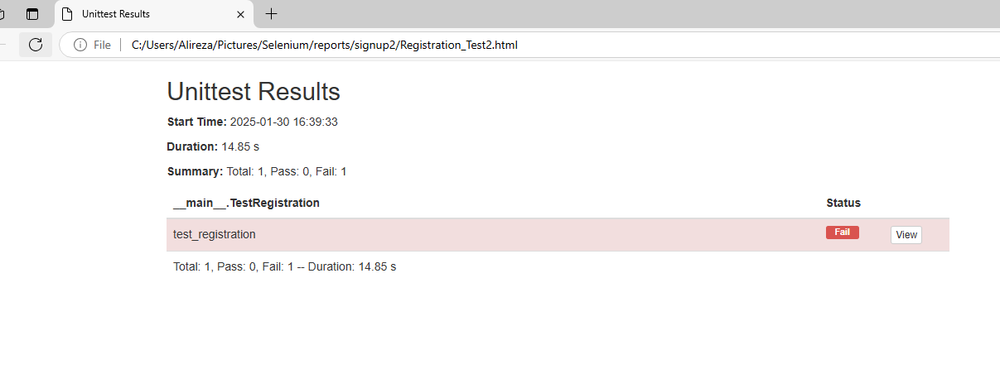 Unittest Results
File C:/Users/Alireza/Pictures/Selenium/reports/signup2/Registration_Test2.html
Unittest Results
Start Time: 2025-01-30 16:39:33
Duration: 14.85 s
Summary: Total: 1, Pass: 0, Fail: 1
__main__.TestRegistration Status
test_registration Fail View
Total: 1, Pass: 0, Fail: 1 -- Duration: 14.85 s